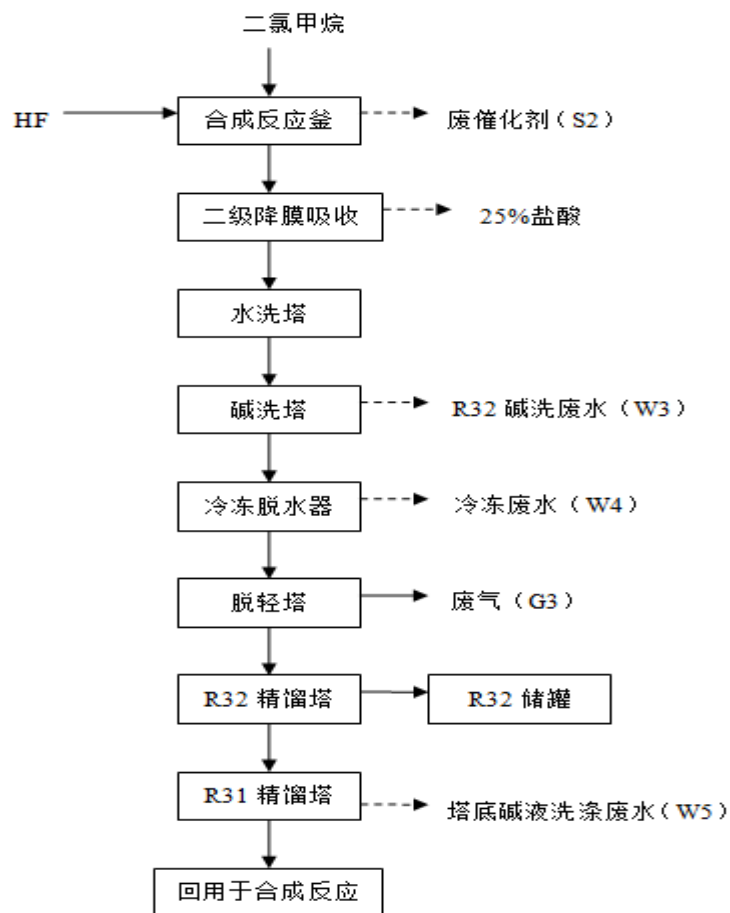 二氯甲烷
HF
合成反应釜
废催化剂（S2）
二级降膜吸收
25%盐酸
水洗塔
碱洗塔
R32 碱洗废水（W3）
冷冻脱水器
冷冻废水（W4）
脱轻塔
废气（G3）
R32 精馏塔
R32 储罐
R31 精馏塔
塔底碱液洗涤废水（W5）
回用于合成反应